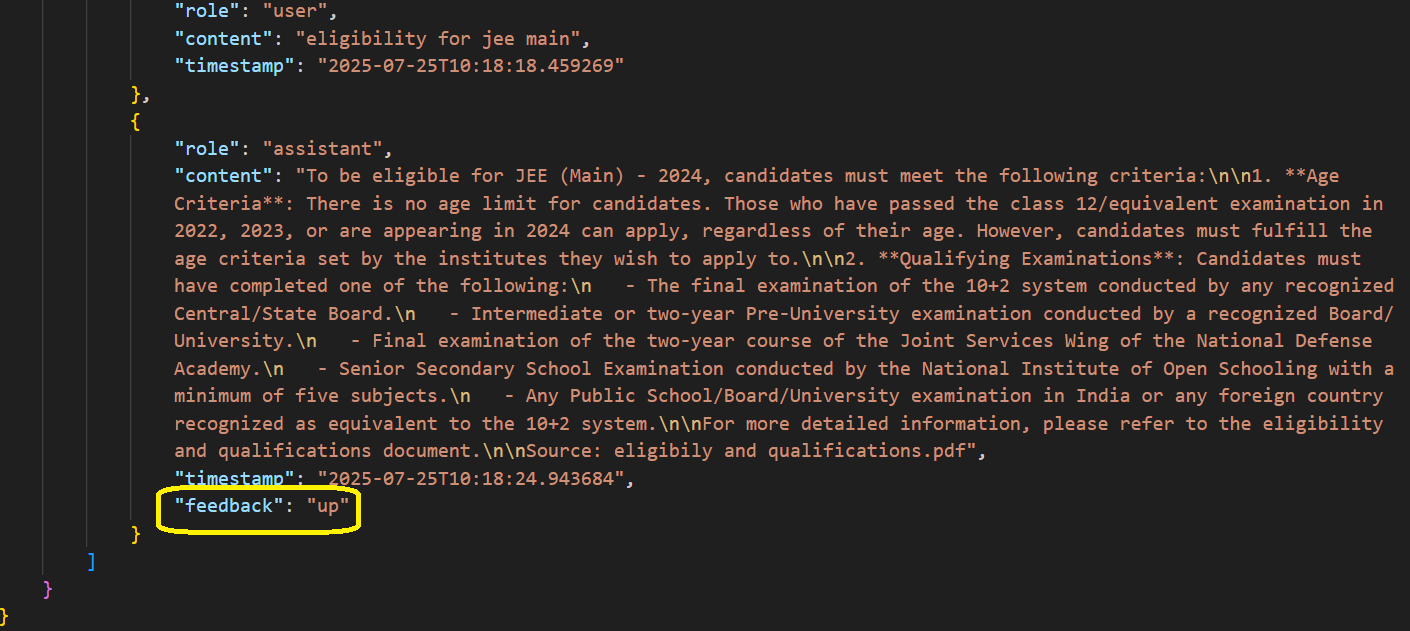 "role": "user",
"content": "eligibility for jee main",
"timestamp": "2025-07-25T10:18:18.459269"
},
{
"role": "assistant",
"content": "To be eligible for JEE (Main) - 2024, candidates must meet the following criteria:\n\n1. **Age
Criteria**: There is no age limit for candidates. Those who have passed the class 12/equivalent examination in
2022, 2023, or are appearing in 2024 can apply, regardless of their age. However, candidates must fulfill the
age criteria set by the institutes they wish to apply to.\n\n2. **Qualifying Examinations**: Candidates must
have completed one of the following:\n   - The final examination of the 10+2 system conducted by any recognized
Central/State Board.\n   - Intermediate or two-year Pre-University examination conducted by a recognized Board/
University.\n   - Final examination of the two-year course of the Joint Services Wing of the National Defense
Academy.\n   - Senior Secondary School Examination conducted by the National Institute of Open Schooling with a
minimum of five subjects.\n   - Any Public School/Board/University examination in India or any foreign country
recognized as equivalent to the 10+2 system.\n\nFor more detailed information, please refer to the eligibility
and qualifications document.\n\nSource: eligibily and qualifications.pdf",
"timestamp": "2025-07-25T10:18:24.943684",
"feedback": "up"
}
]
}
}